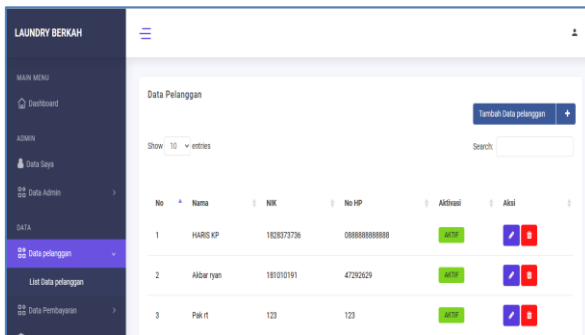 LAUNDRY BERKAH
MAIN MENU
Dashboard
ADMIN
Data Saya
Data Admin
DATA
Data pelanggan
List Data pelanggan
Data Pembayaran
Data Pelanggan
Tambah Data pelanggan +
Show 10 entries
Search:
No Nama NIK No HP Aktivasi Aksi
1 HARIS KP 1828373736 0888888888888 AKTIF
2 Akbar ryan 181010191 47292629 AKTIF
3 Pak rt 123 123 AKTIF